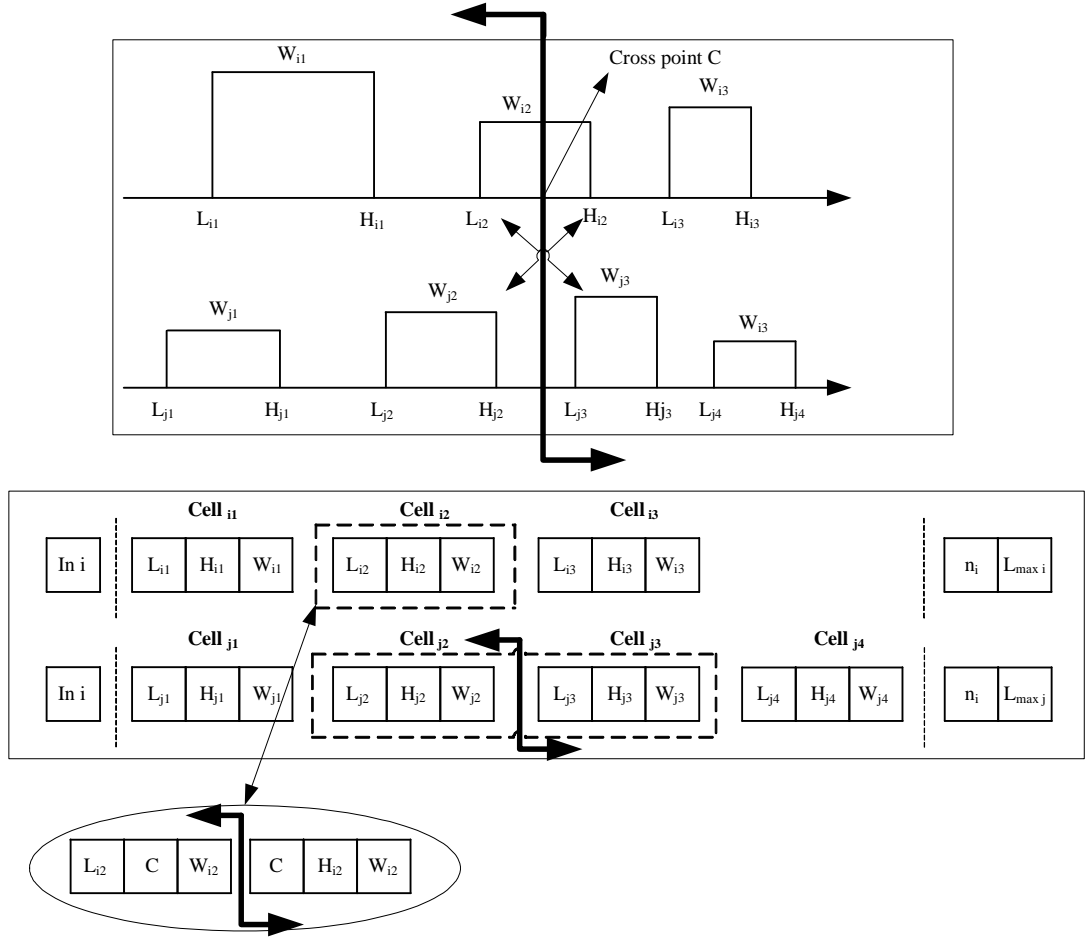 W_i1
Cross point C
W_i2
W_i3
L_i1 H_i1 L_i2 H_i2 L_i3 H_i3
W_j1 W_j2 W_j3 W_i3
L_j1 H_j1 L_j2 H_j2 L_j3 Hj_3 L_j4 H_j4
Cell_i1 Cell_i2 Cell_i3
In i L_i1 H_i1 W_i1 L_i2 H_i2 W_i2 L_i3 H_i3 W_i3 n_i L_max i
Cell_j1 Cell_j2 Cell_j3 Cell_j4
In i L_j1 H_j1 W_j1 L_j2 H_j2 W_j2 L_j3 H_j3 W_j3 L_j4 H_j4 W_j4 n_i L_max j
L_i2 C W_i2 C H_i2 W_i2